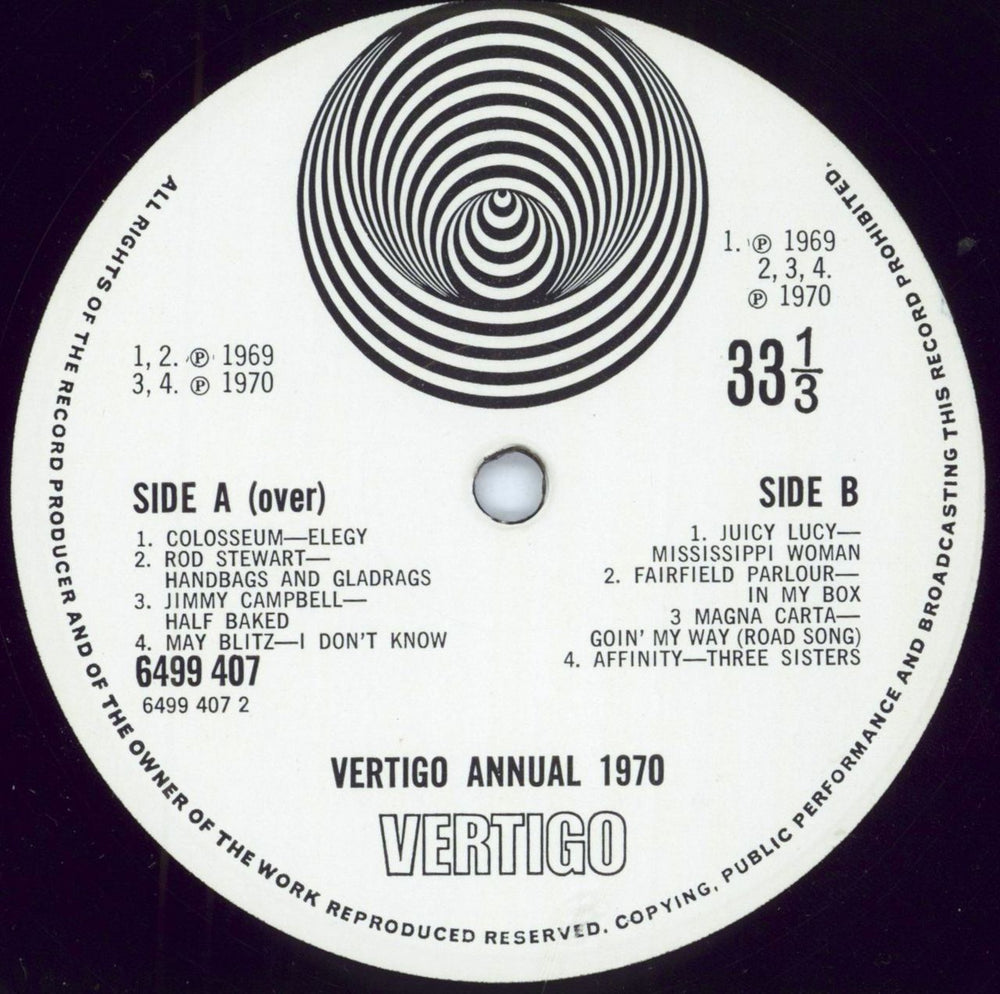 ALL RIGHTS OF THE RECORD PRODUCER AND OF THE OWNER OF THE WORK REPRODUCED RESERVED. COPYING, PUBLIC PERFORMANCE AND BROADCASTING THIS RECORD PROHIBITED.
1. ℗ 1969
2, 3, 4.
℗ 1970
33 1/3
1, 2. ℗ 1969
3, 4. ℗ 1970
SIDE A (over)
1. COLOSSEUM—ELEGY
2. ROD STEWART—
HANDBAGS AND GLADRAGS
3. JIMMY CAMPBELL—
HALF BAKED
4. MAY BLITZ—I DON'T KNOW
6499 407
6499 407 2
SIDE B
1. JUICY LUCY—
MISSISSIPPI WOMAN
2. FAIRFIELD PARLOUR—
IN MY BOX
3 MAGNA CARTA—
GOIN' MY WAY (ROAD SONG)
4. AFFINITY—THREE SISTERS
VERTIGO ANNUAL 1970
VERTIGO